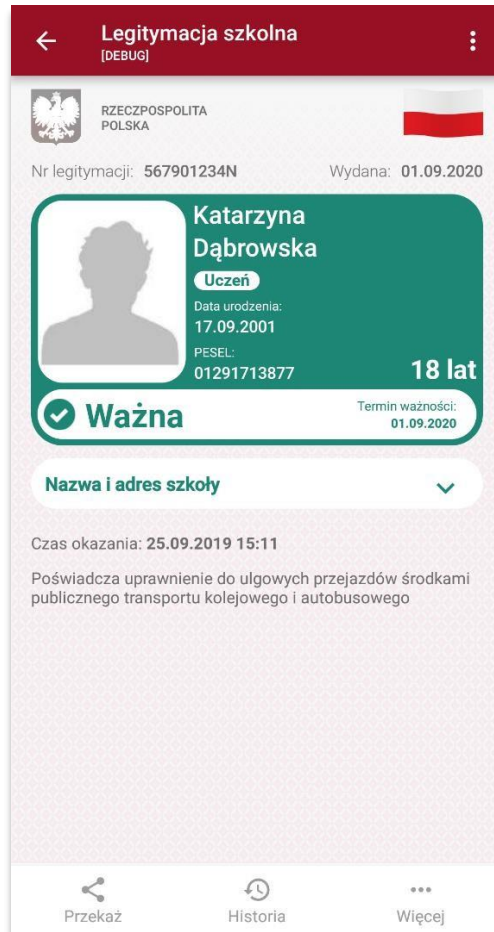 Legitymacja szkolna
[DEBUG]
RZECZPOSPOLITA
POLSKA
Nr legitymacji: 567901234N Wydana: 01.09.2020
Katarzyna
Dąbrowska
Uczeń
Data urodzenia:
17.09.2001
PESEL:
01291713877
18 lat
Ważna
Termin ważności:
01.09.2020
Nazwa i adres szkoły
Czas okazania: 25.09.2019 15:11
Poświadcza uprawnienie do ulgowych przejazdów środkami
publicznego transportu kolejowego i autobusowego
Przekaż Historia Więcej